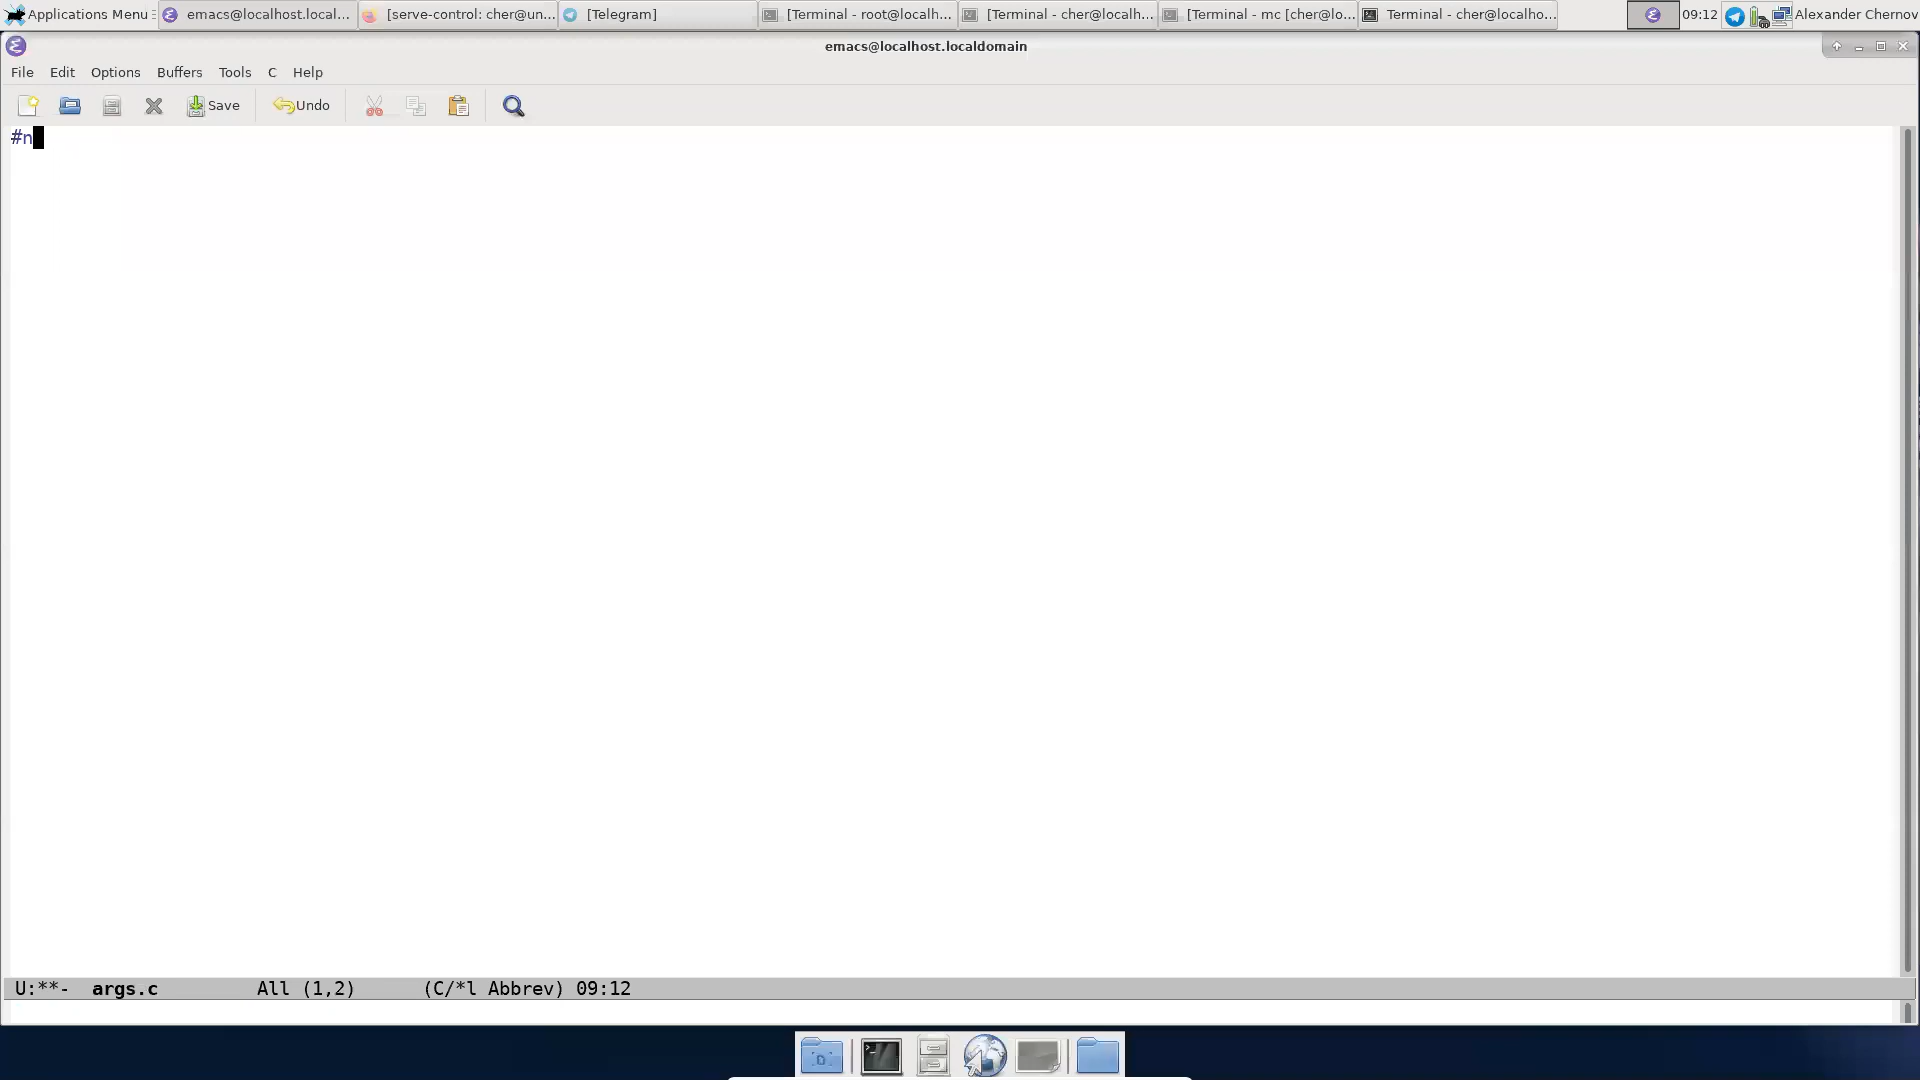 Applications Menu
emacs@localhost.local...
[serve-control: cher@un...
[Telegram]
[Terminal - root@localh...
[Terminal - cher@localh...
[Terminal - mc [cher@lo...
Terminal - cher@localho...
09:12
Alexander Chernov
emacs@localhost.localdomain
File Edit Options Buffers Tools C Help
Save Undo
#n
U:**- args.c All (1,2) (C/*l Abbrev) 09:12